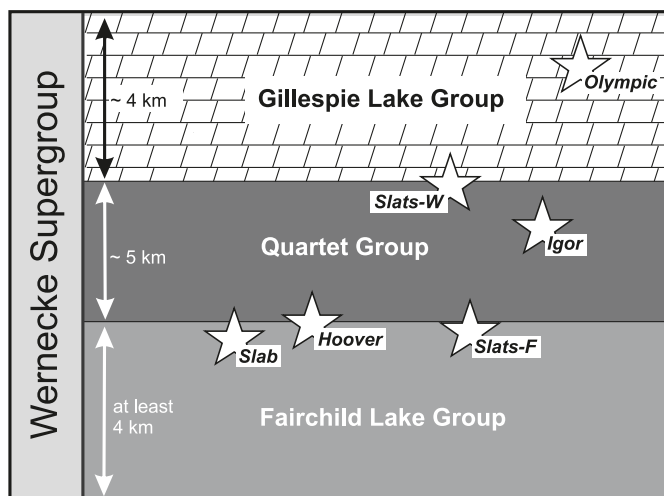 Wernecke Supergroup
~ 4 km
Gillespie Lake Group
Olympic
Slats-W
~ 5 km
Quartet Group
Igor
Slab
Hoover
Slats-F
at least
4 km
Fairchild Lake Group